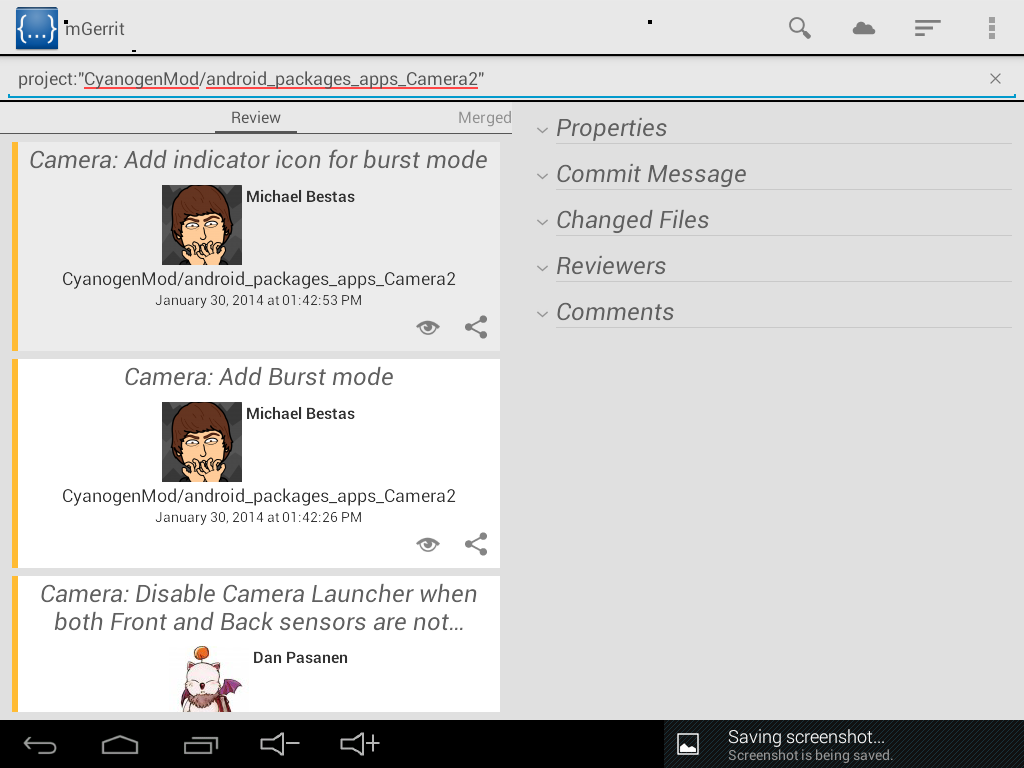 {...} mGerrit
project:"CyanogenMod/android_packages_apps_Camera2"
Review Merged
Camera: Add indicator icon for burst mode
Michael Bestas
CyanogenMod/android_packages_apps_Camera2
January 30, 2014 at 01:42:53 PM
Camera: Add Burst mode
Michael Bestas
CyanogenMod/android_packages_apps_Camera2
January 30, 2014 at 01:42:26 PM
Camera: Disable Camera Launcher when
both Front and Back sensors are not…
Dan Pasanen
Properties
Commit Message
Changed Files
Reviewers
Comments
Saving screenshot...
Screenshot is being saved.